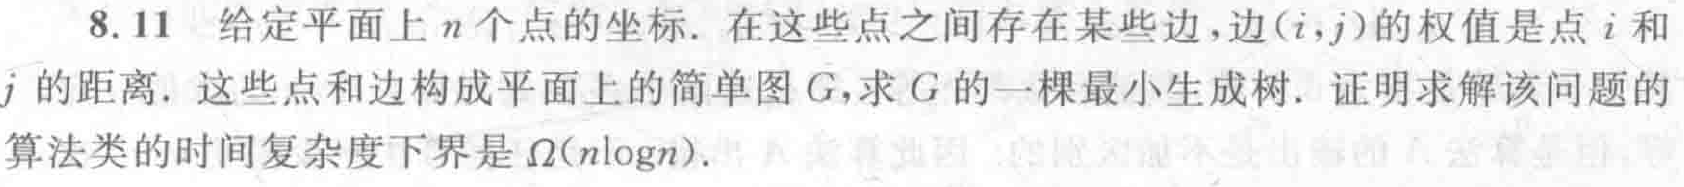 8.11 给定平面上 n 个点的坐标. 在这些点之间存在某些边,边(i,j)的权值是点 i 和
j 的距离. 这些点和边构成平面上的简单图 G,求 G 的一棵最小生成树. 证明求解该问题的
算法类的时间复杂度下界是 Ω(nlogn).